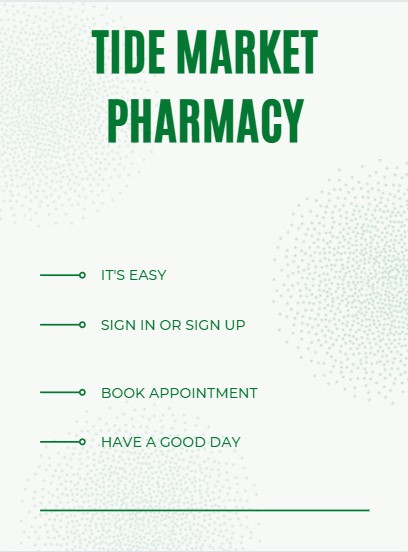 TIDE MARKET
PHARMACY
IT'S EASY
SIGN IN OR SIGN UP
BOOK APPOINTMENT
HAVE A GOOD DAY